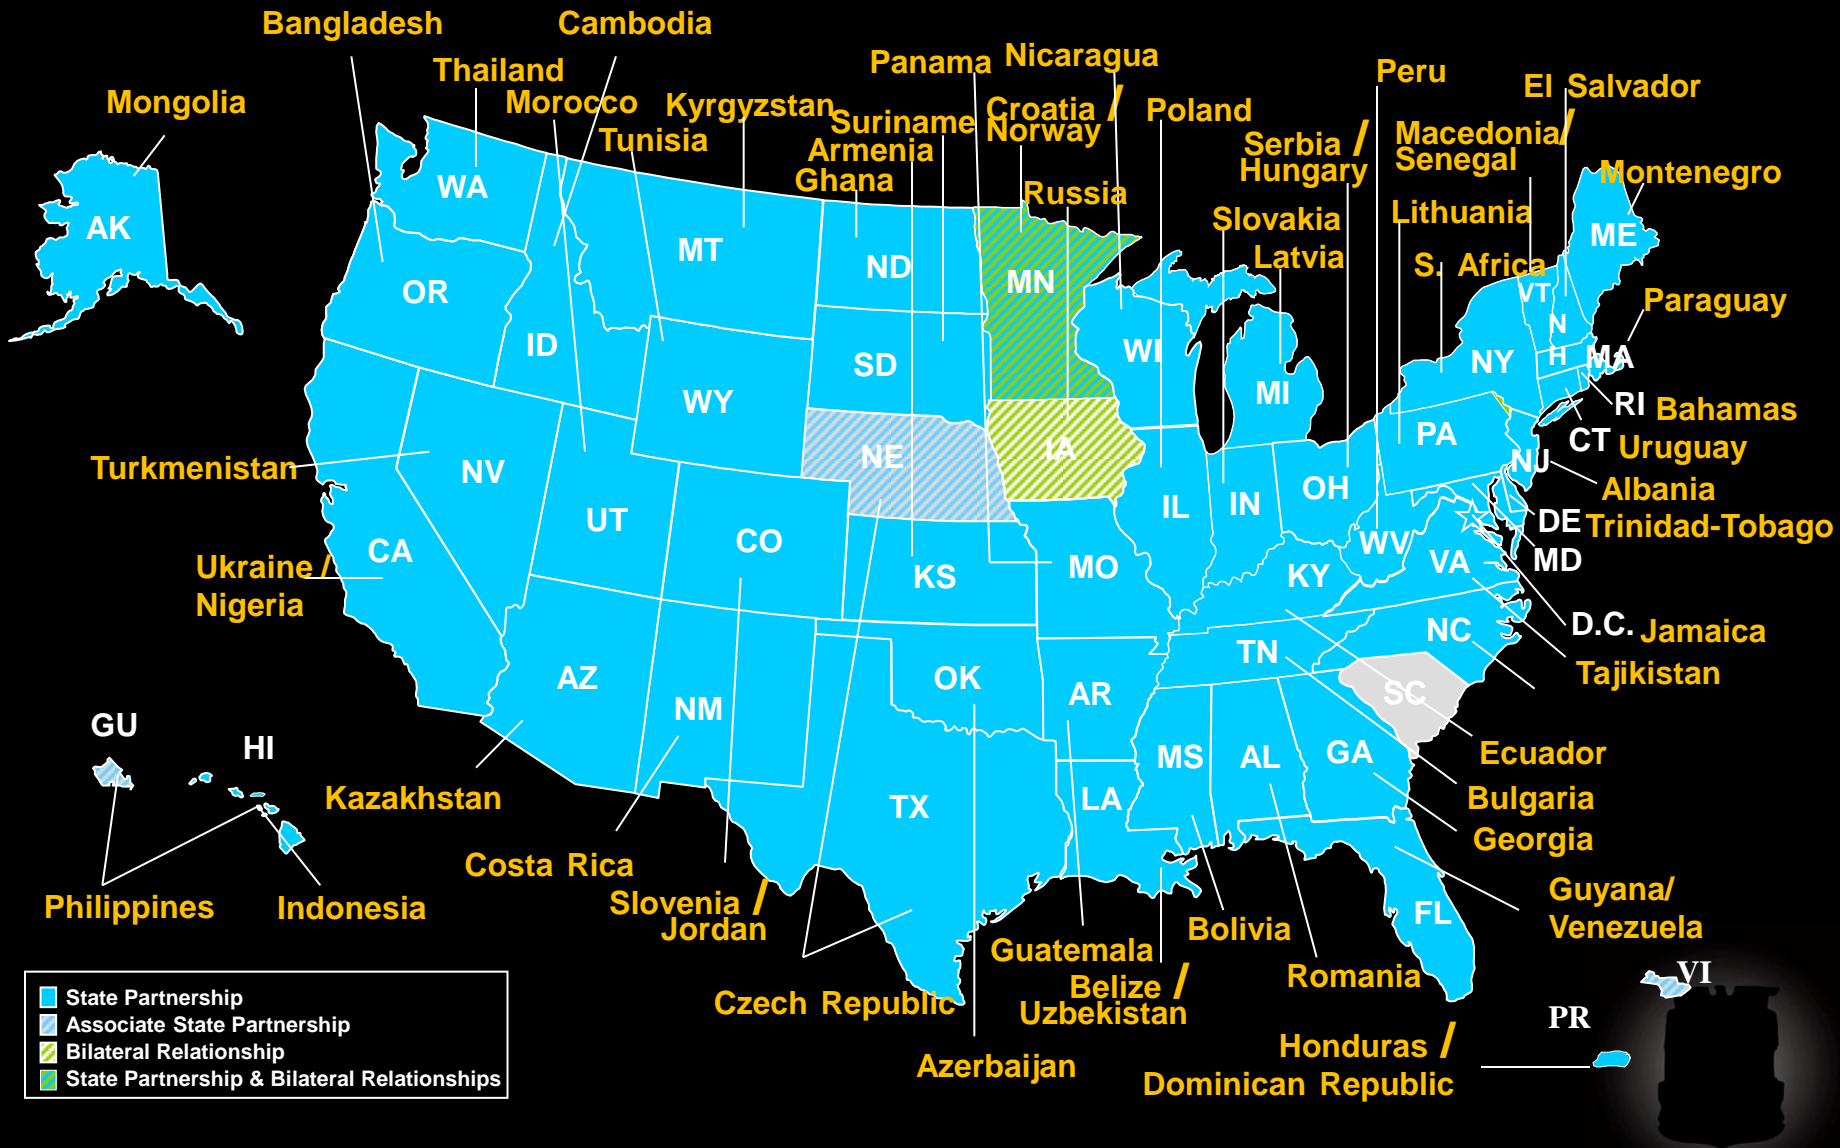 Bangladesh
Cambodia
Panama
Nicaragua
Peru
El Salvador
Thailand
Mongolia
Morocco
Kyrgyzstan
Suriname
Croatia /
Norway
Poland
Tunisia
Armenia
Ghana
Serbia /
Hungary
Macedonia/
Senegal
Montenegro
Russia
Slovakia
Lithuania
Latvia
S. Africa
Paraguay
AK
WA
MT
ND
MN
OR
ID
SD
WI
MI
NY
VT
N
H
ME
MA
WY
NE
IA
PA
RI
Bahamas
CT
Uruguay
NJ
Albania
Turkmenistan
NV
UT
CO
KS
MO
IL
IN
OH
WV
VA
KY
DE
Trinidad-Tobago
MD
CA
Ukraine /
Nigeria
D.C.
Jamaica
Tajikistan
NC
TN
SC
AZ
NM
OK
AR
MS
AL
GA
TX
LA
FL
GU
HI
Ecuador
Bulgaria
Georgia
Kazakhstan
Costa Rica
Slovenia /
Jordan
Philippines
Indonesia
Guyana/
Venezuela
Bolivia
Guatemala
Belize /
Uzbekistan
Romania
Czech Republic
Azerbaijan
Honduras /
Dominican Republic
VI
PR
State Partnership
Associate State Partnership
Bilateral Relationship
State Partnership & Bilateral Relationships